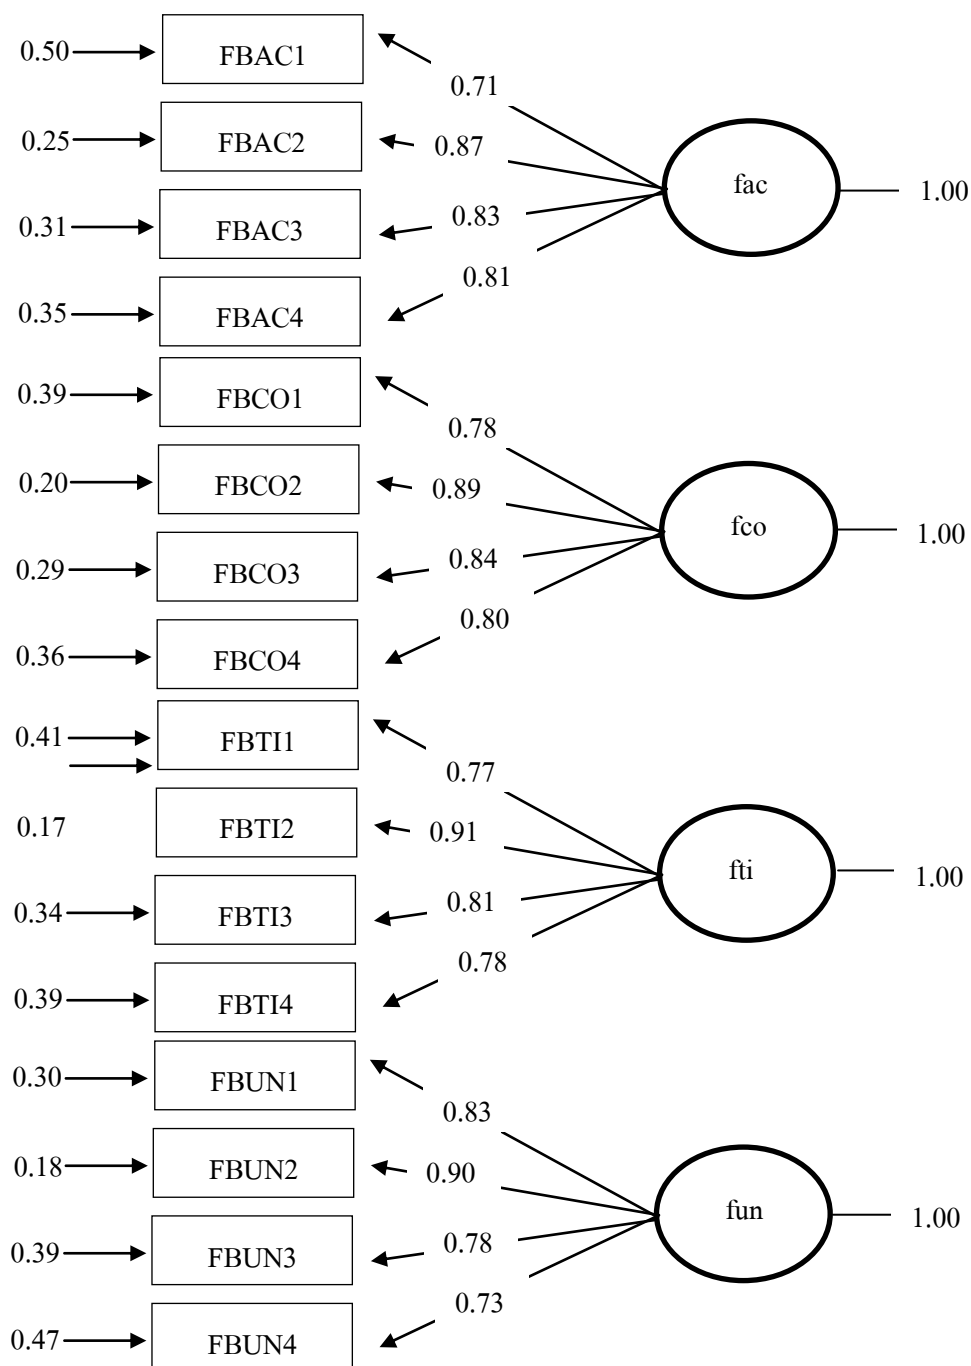 0.50 FBAC1 0.71
0.25 FBAC2 0.87
fac 1.00
0.31 FBAC3 0.83
0.35 FBAC4 0.81
0.39 FBCO1 0.78
0.20 FBCO2 0.89
fco 1.00
0.29 FBCO3 0.84
0.36 FBCO4 0.80
0.41 FBTI1 0.77
0.17 FBTI2 0.91
fti 1.00
0.34 FBTI3 0.81
0.39 FBTI4 0.78
0.30 FBUN1 0.83
0.18 FBUN2 0.90
fun 1.00
0.39 FBUN3 0.78
0.47 FBUN4 0.73